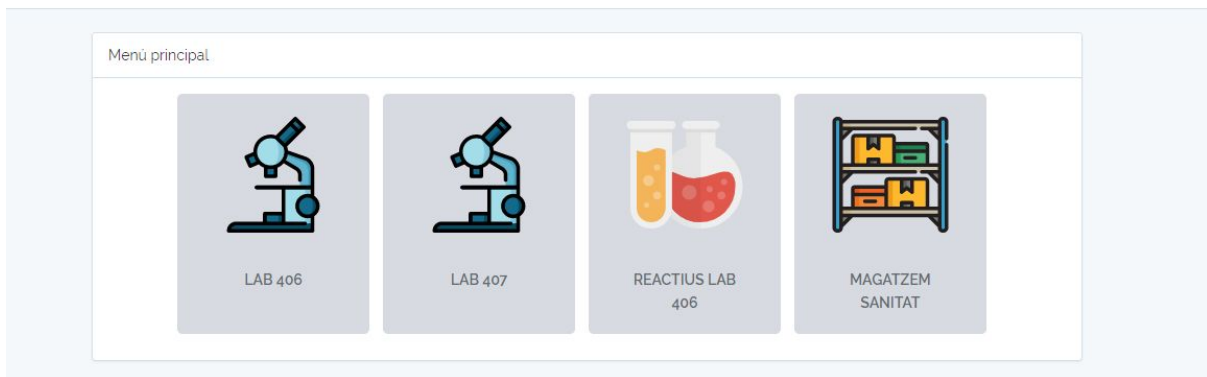 Menú principal
LAB 406
LAB 407
REACTIUS LAB
406
MAGATZEM
SANITAT